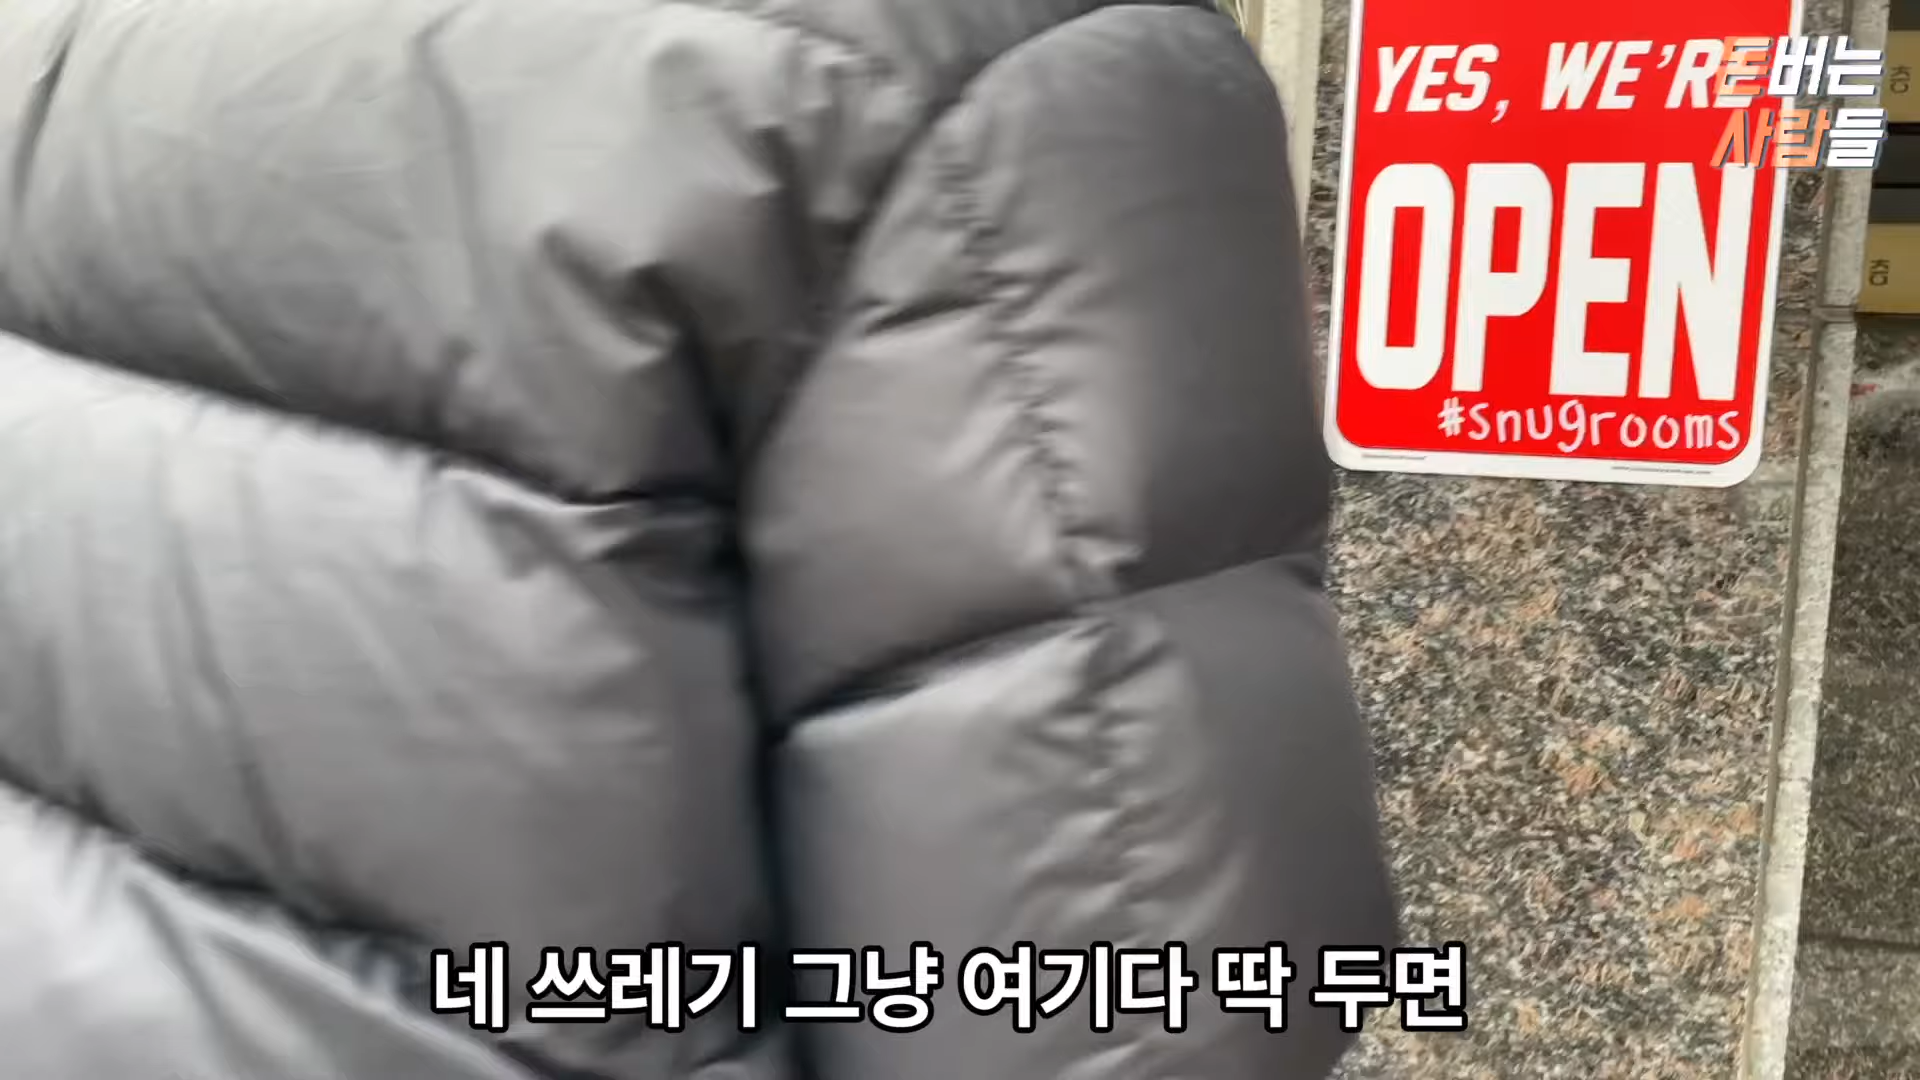 YES, WE'RE
OPEN
#snugrooms
돈버는
사람들
네 쓰레기 그냥 여기다 딱 두면